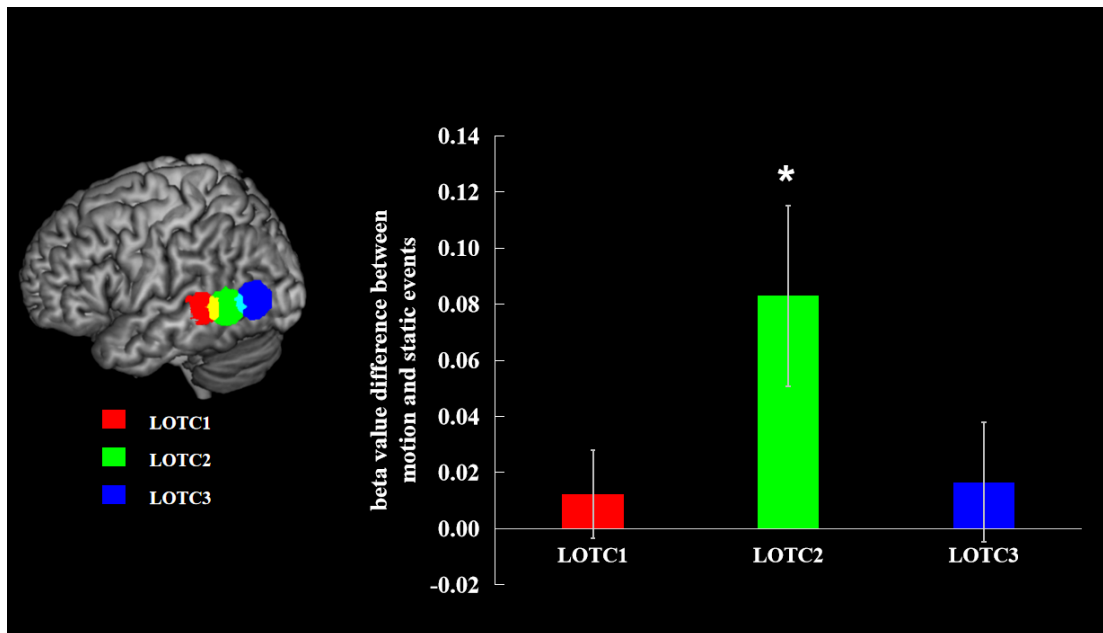 LOTC1
LOTC2
LOTC3
beta value difference between
motion and static events
0.14
0.12
0.10
0.08
0.06
0.04
0.02
0.00
-0.02
*
LOTC1
LOTC2
LOTC3